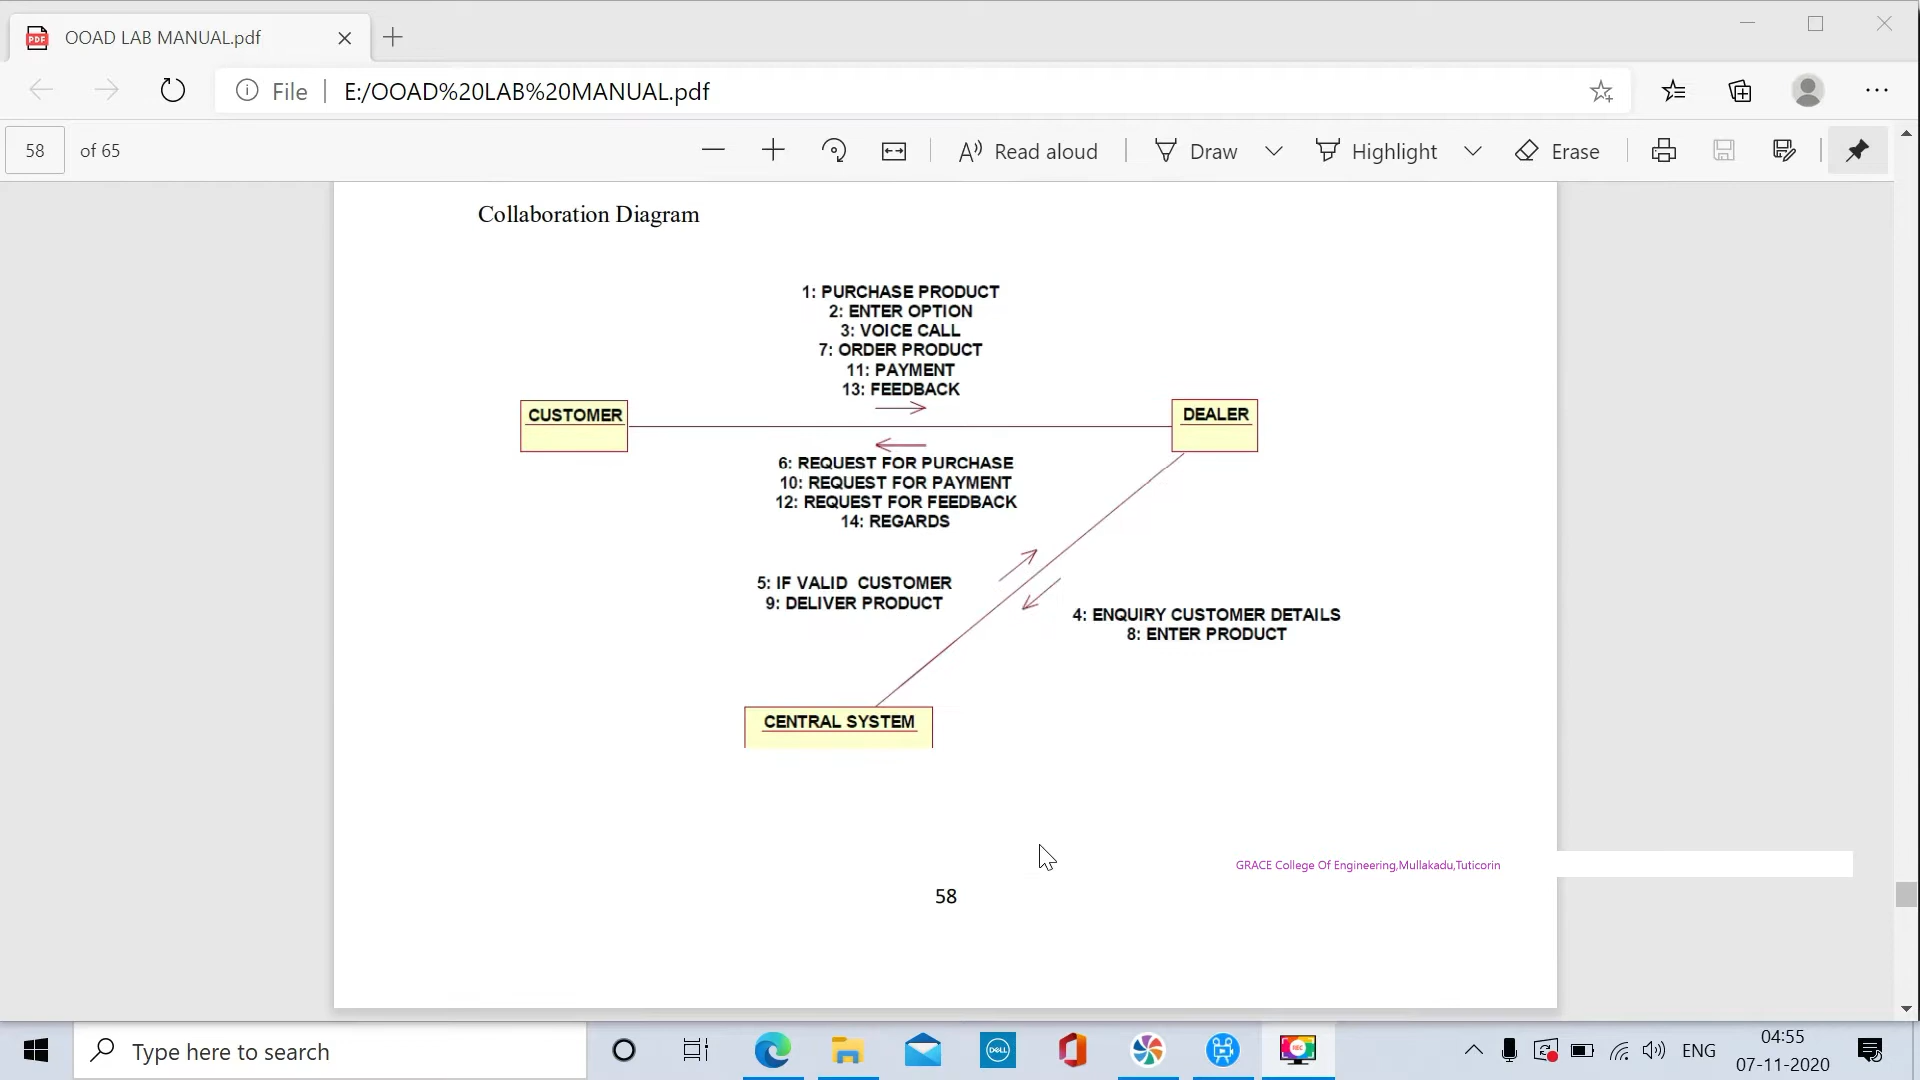 OOAD LAB MANUAL.pdf
File
E:/OOAD%20LAB%20MANUAL.pdf
58 of 65
Read aloud
Draw
Highlight
Erase
Collaboration Diagram
1: PURCHASE PRODUCT
2: ENTER OPTION
3: VOICE CALL
7: ORDER PRODUCT
11: PAYMENT
13: FEEDBACK
CUSTOMER
DEALER
6: REQUEST FOR PURCHASE
10: REQUEST FOR PAYMENT
12: REQUEST FOR FEEDBACK
14: REGARDS
5: IF VALID CUSTOMER
9: DELIVER PRODUCT
4: ENQUIRY CUSTOMER DETAILS
8: ENTER PRODUCT
CENTRAL SYSTEM
GRACE College Of Engineering,Mullakadu,Tuticorin
58
Type here to search
DELL
REC
ENG
04:55
07-11-2020